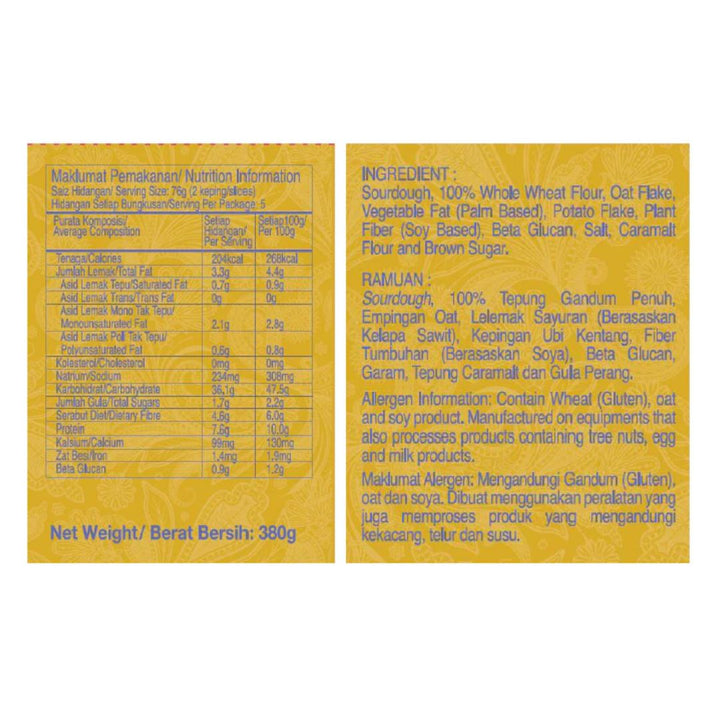 Maklumat Pemakanan/ Nutrition Information
Saiz Hidangan/ Serving Size: 76g (2 keping/slices)
Hidangan Setiap Bungkusan/Serving Per Package: 5
Purata Komposisi/ Average Composition Setiap Hidangan/ Per Serving Setiap100g/ Per 100g
Tenaga/Calories 204kcal 268kcal
Jumlah Lemak/Total Fat 3.3g 4.4g
Asid Lemak Tepu/Saturated Fat 0.7g 0.9g
Asid Lemak Trans/Trans Fat 0g 0g
Asid Lemak Mono Tak Tepu/
Monounsaturated Fat 2.1g 2.8g
Asid Lemak Poli Tak Tepu/
Polyunsaturated Fat 0.6g 0.8g
Kolesterol/Cholesterol 0mg 0mg
Natrium/Sodium 234mg 308mg
Karbohidrat/Carbohydrate 36.1g 47.5g
Jumlah Gula/Total Sugars 1.7g 2.2g
Serabut Diet/Dietary Fibre 4.6g 6.0g
Protein 7.6g 10.0g
Kalsium/Calcium 99mg 130mg
Zat Besi/Iron 1.4mg 1.9mg
Beta Glucan 0.9g 1.2g
Net Weight/ Berat Bersih: 380g
INGREDIENT :
Sourdough, 100% Whole Wheat Flour, Oat Flake,
Vegetable Fat (Palm Based), Potato Flake, Plant
Fiber (Soy Based), Beta Glucan, Salt, Caramalt
Flour and Brown Sugar.
RAMUAN :
Sourdough, 100% Tepung Gandum Penuh,
Empingan Oat, Lelemak Sayuran (Berasaskan
Kelapa Sawit), Kepingan Ubi Kentang, Fiber
Tumbuhan (Berasaskan Soya), Beta Glucan,
Garam, Tepung Caramalt dan Gula Perang.
Allergen Information: Contain Wheat (Gluten), oat
and soy product. Manufactured on equipments that
also processes products containing tree nuts, egg
and milk products.
Maklumat Alergen: Mengandungi Gandum (Gluten),
oat dan soya. Dibuat menggunakan peralatan yang
juga memproses produk yang mengandungi
kekacang, telur dan susu.